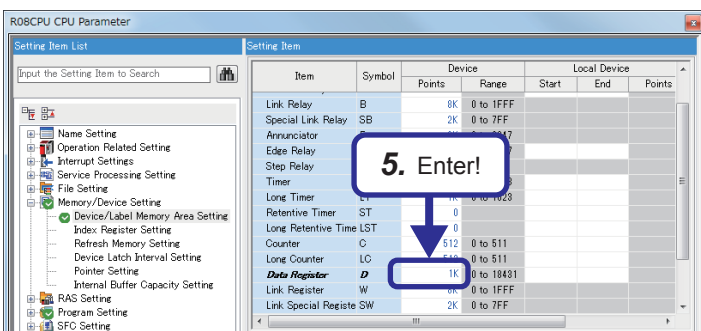 R08CPU CPU Parameter
Setting Item List
Setting Item
Input the Setting Item to Search
Item Symbol Device Local Device
Points Range Start End Points
Link Relay B 8K 0 to 1FFF
Special Link Relay SB 2K 0 to 7FF
Annunciator
Edge Relay
Step Relay
Timer
Long Timer LT 1K 0 to 1023
Retentive Timer ST 0
Long Retentive Time LST 0
Counter C 512 0 to 511
Long Counter LC 512 0 to 511
Data Register D 1K 0 to 18431
Link Register W 8K 0 to 1FFF
Link Special Registe SW 2K 0 to 7FF
5. Enter!
Name Setting
Operation Related Setting
Interrupt Settings
Service Processing Setting
File Setting
Memory/Device Setting
Device/Label Memory Area Setting
Index Register Setting
Refresh Memory Setting
Device Latch Interval Setting
Pointer Setting
Internal Buffer Capacity Setting
RAS Setting
Program Setting
SFC Setting